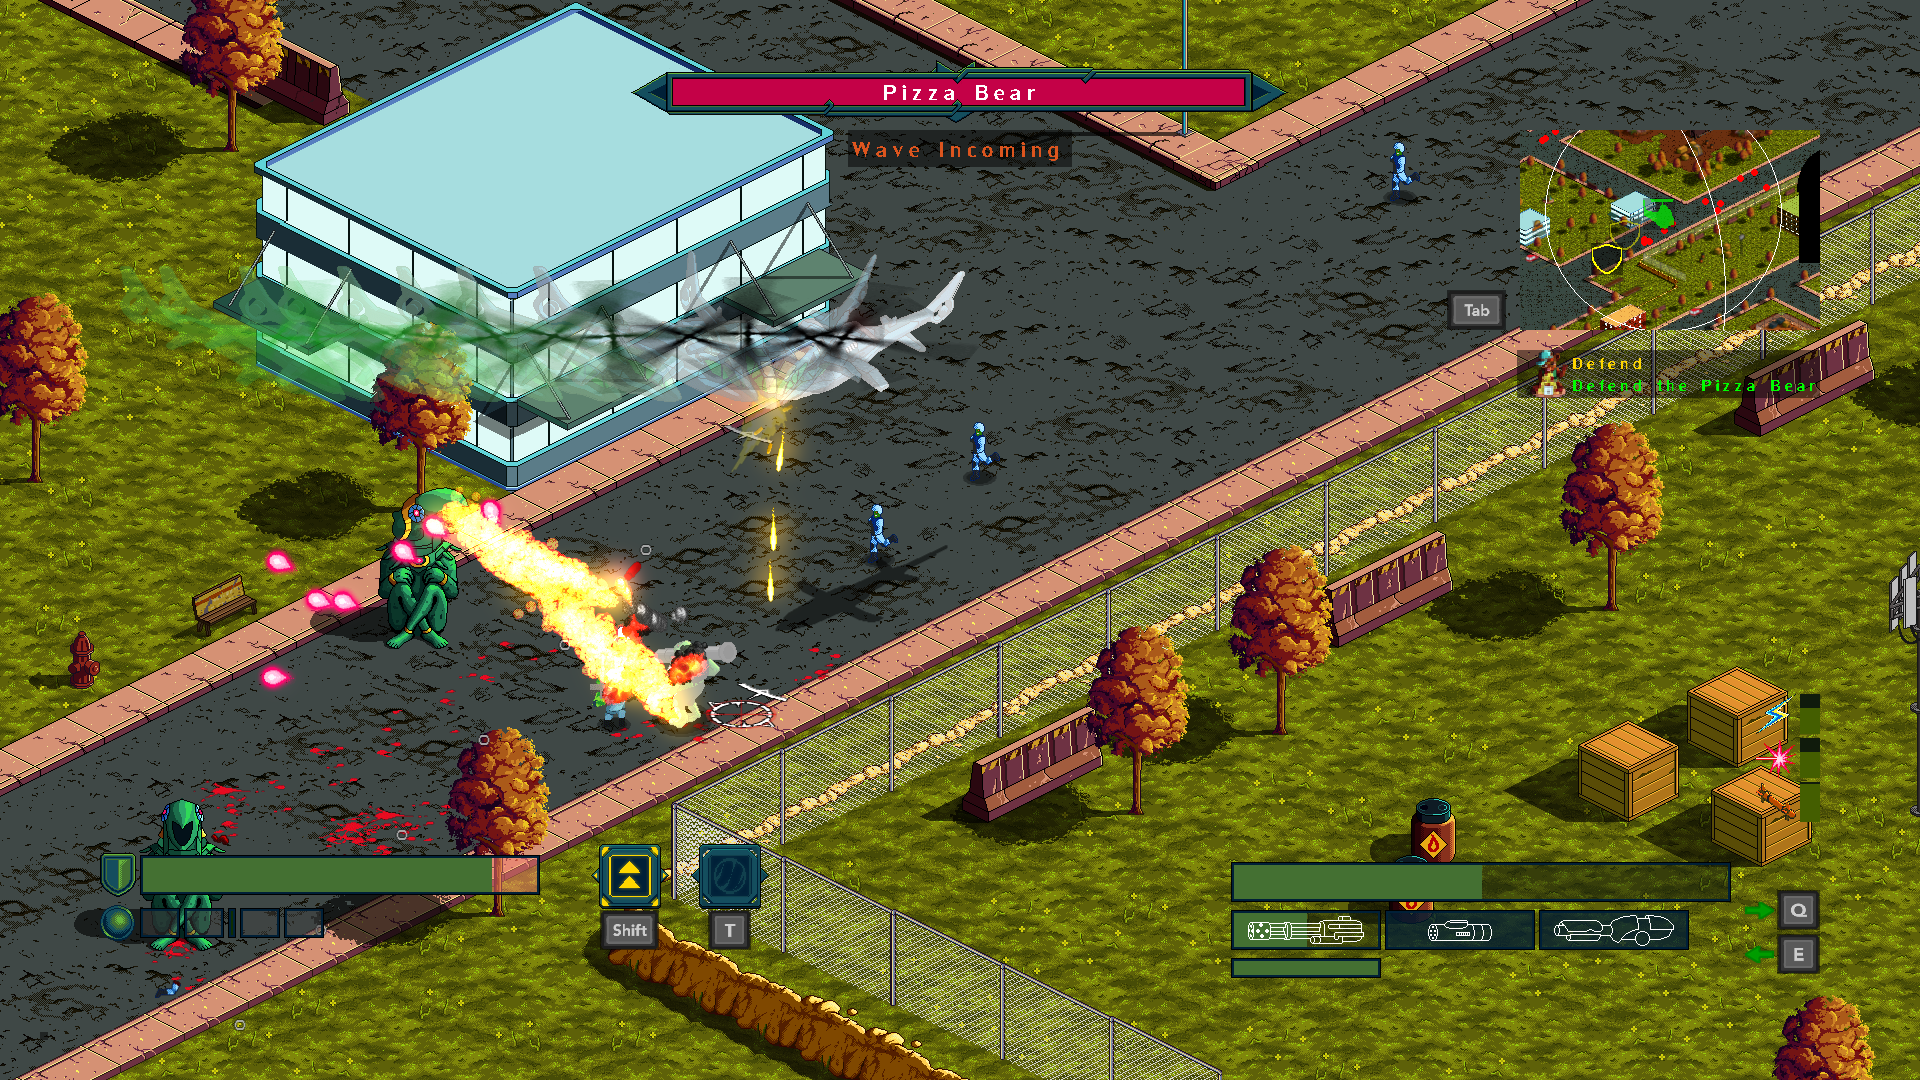 Pizza Bear
Wave Incoming
Tab
Defend
Defend the Pizza Bear
Shift
T
Q
E